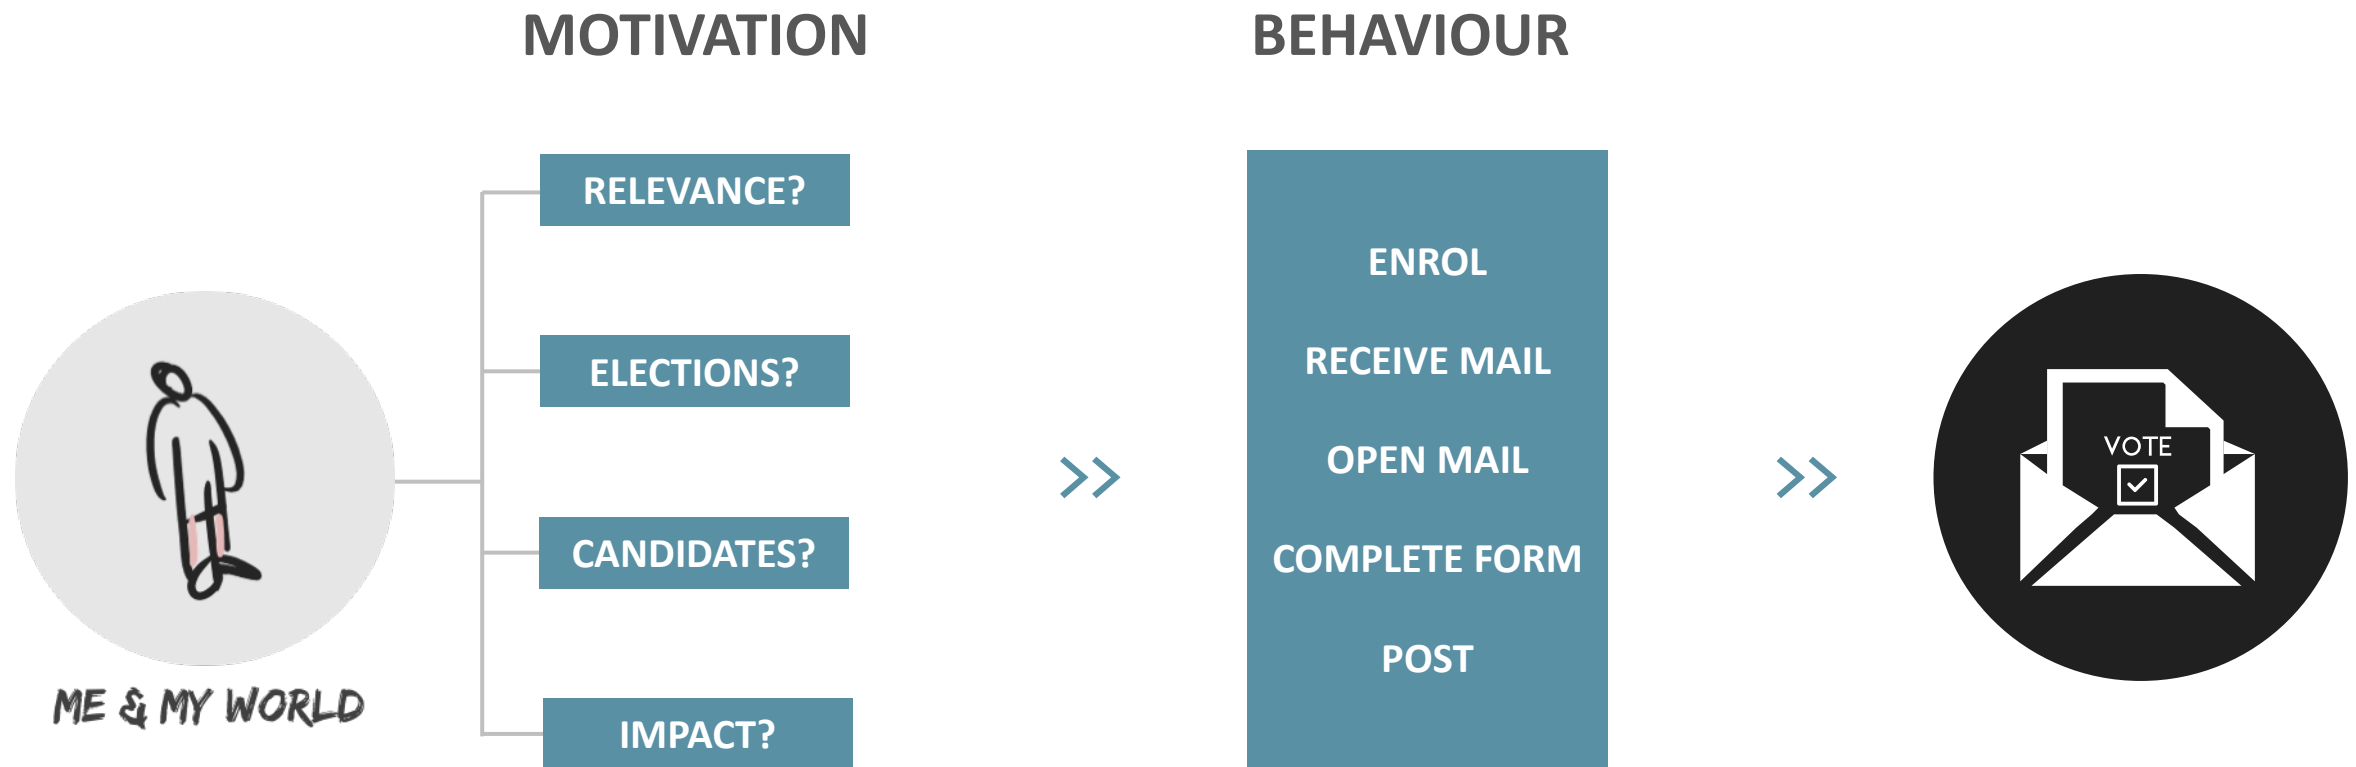 MOTIVATION
BEHAVIOUR
RELEVANCE?
ELECTIONS?
CANDIDATES?
IMPACT?
ME & MY WORLD
ENROL
RECEIVE MAIL
OPEN MAIL
COMPLETE FORM
POST
VOTE